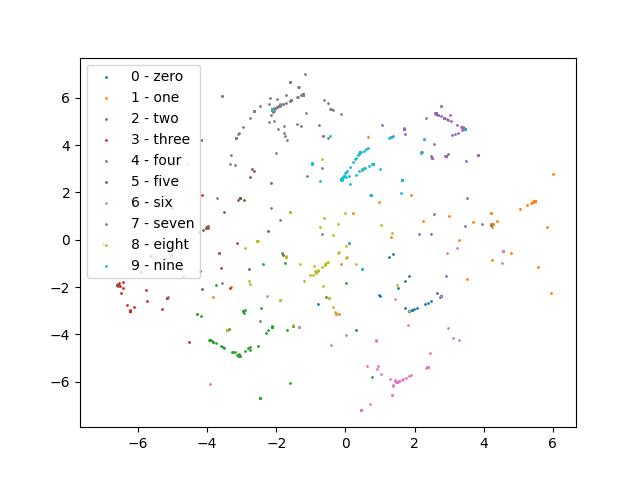 0 - zero
1 - one
2 - two
3 - three
4 - four
5 - five
6 - six
7 - seven
8 - eight
9 - nine
6
4
2
0
−2
−4
−6
−6
−4
−2
0
2
4
6